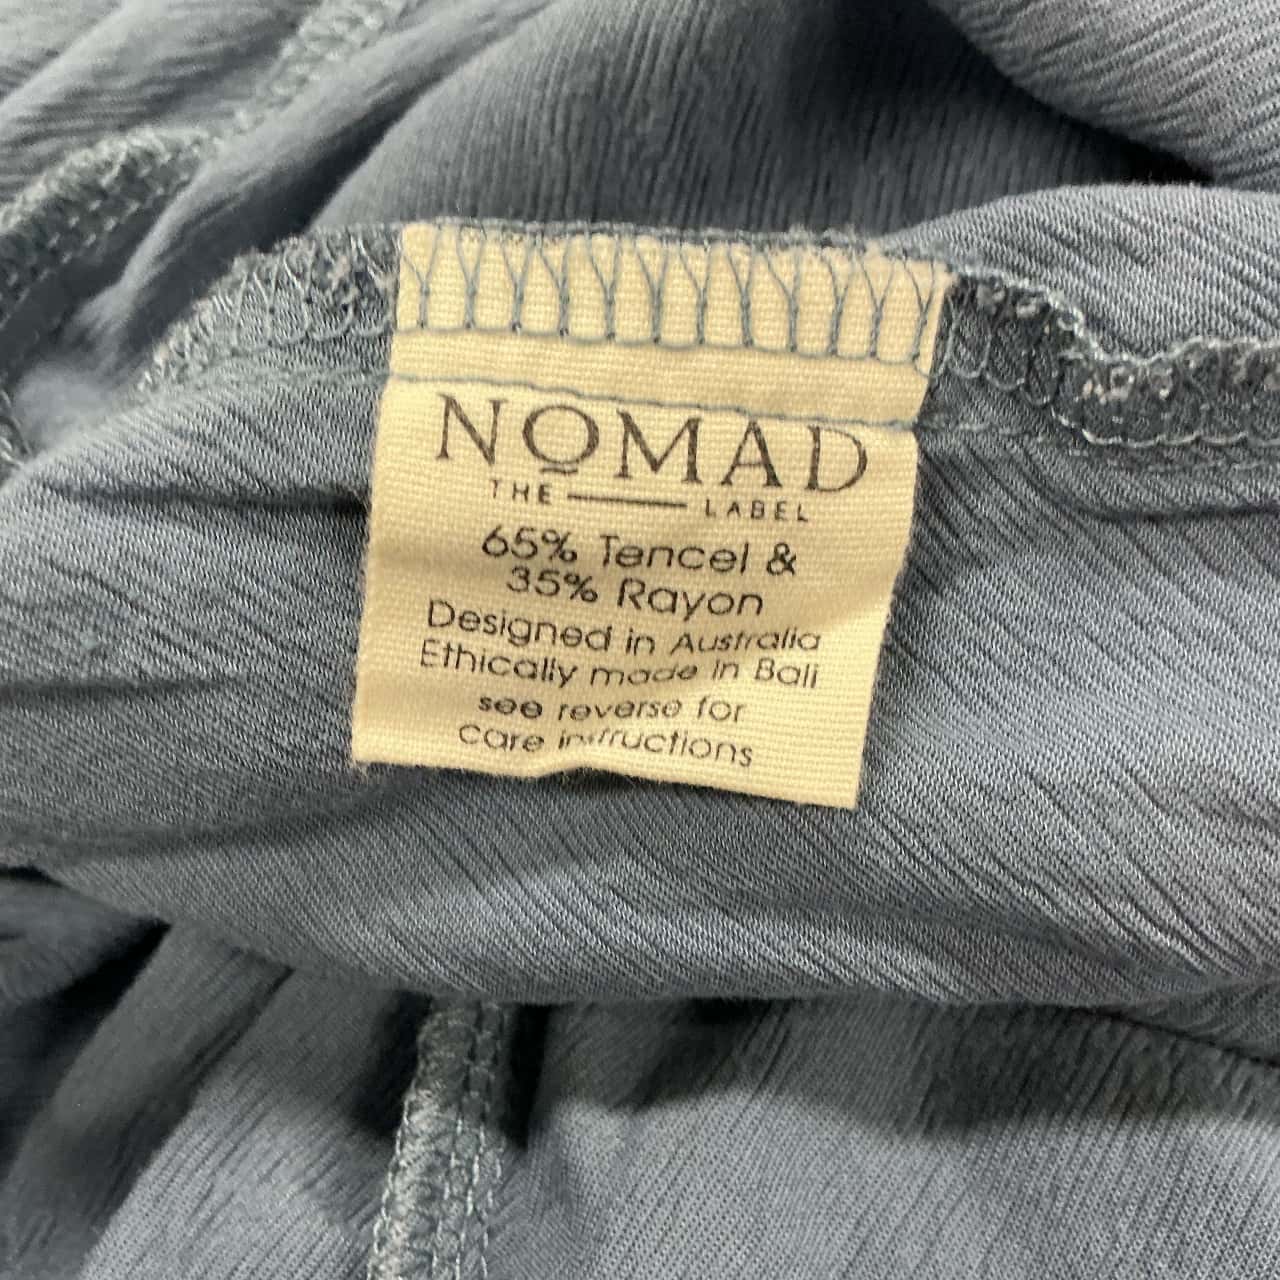 NOMAD
THE LABEL
65% Tencel &
35% Rayon
Designed in Australia
Ethically made in Bali
see reverse for
care instructions